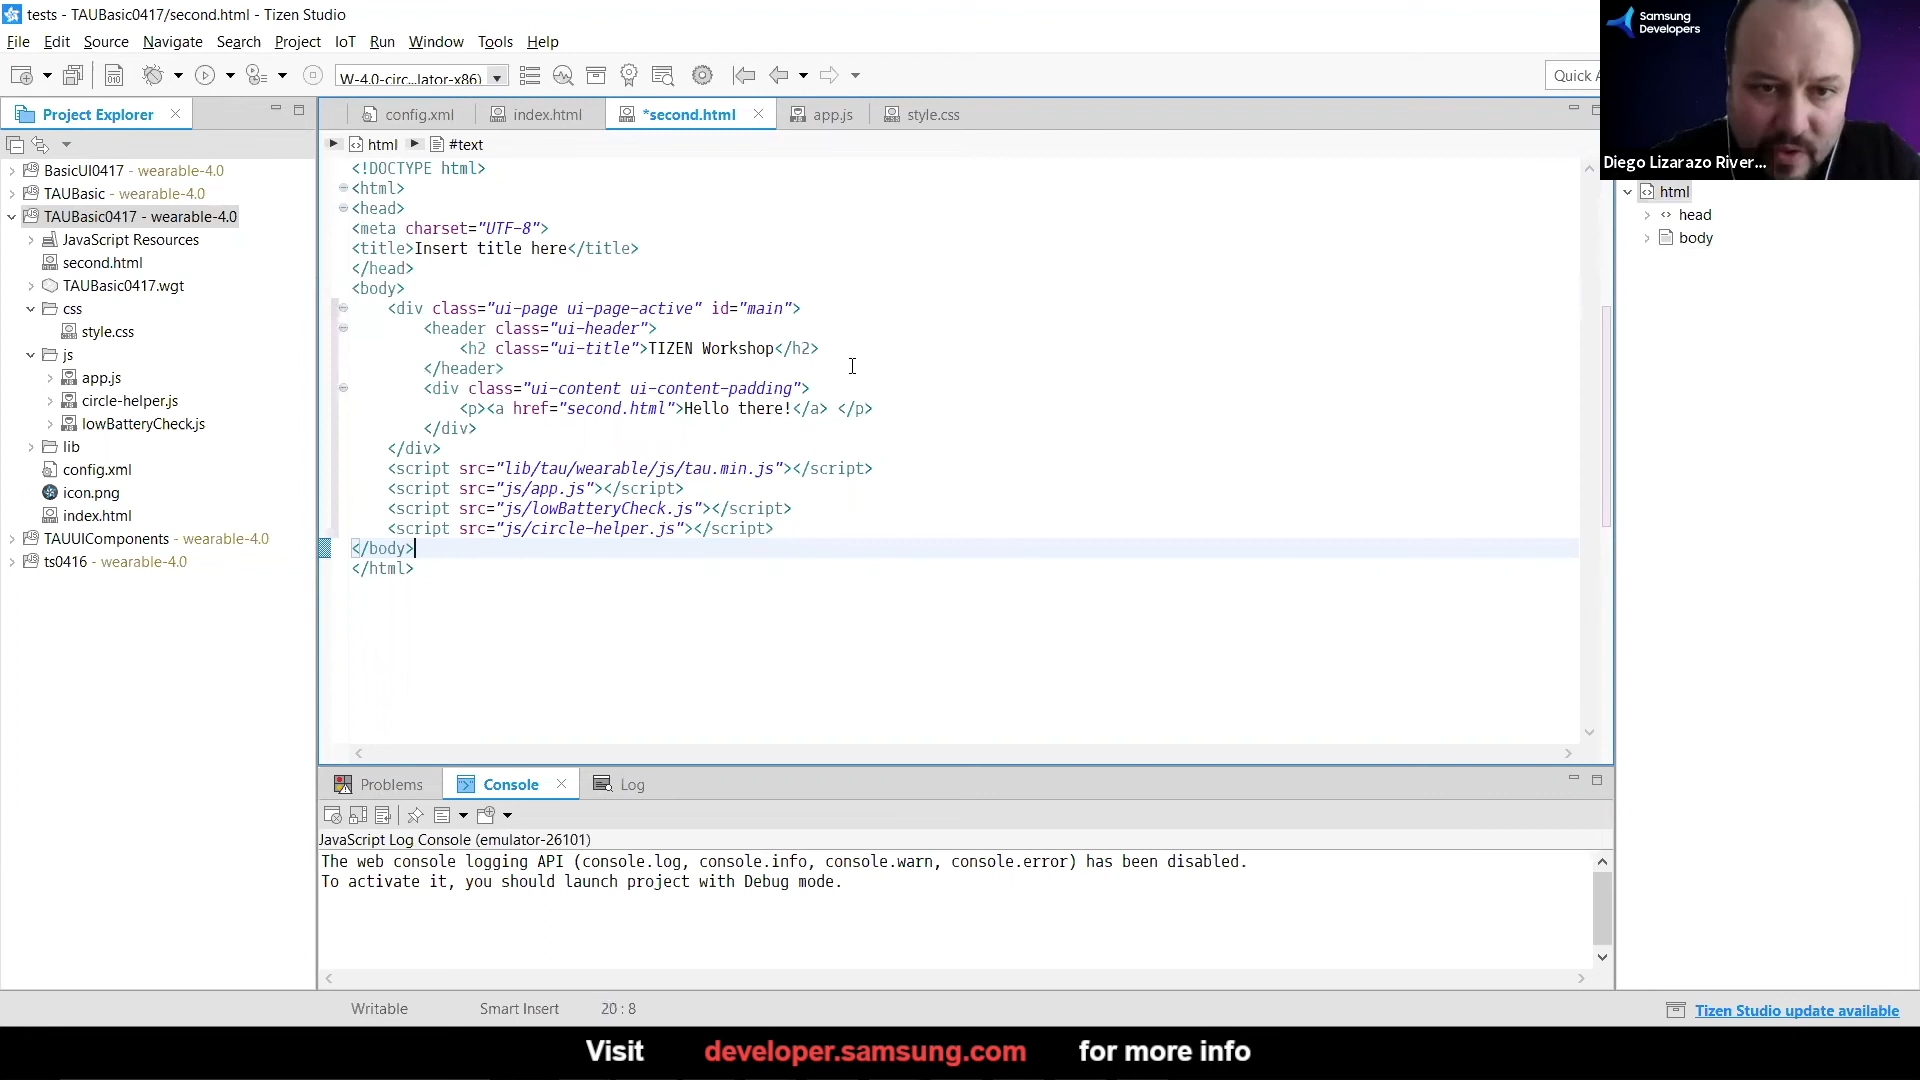 tests - TAUBasic0417/second.html - Tizen Studio
File Edit Source Navigate Search Project IoT Run Window Tools Help
W-4.0-circ...lator-x86)
Quick A
Samsung
Developers
Diego Lizarazo River...
Project Explorer
config.xml
index.html
*second.html
app.js
style.css
html
#text
BasicUI0417 - wearable-4.0
TAUBasic - wearable-4.0
TAUBasic0417 - wearable-4.0
JavaScript Resources
second.html
TAUBasic0417.wgt
css
style.css
js
app.js
circle-helper.js
lowBatteryCheck.js
lib
config.xml
icon.png
index.html
TAUUIComponents - wearable-4.0
ts0416 - wearable-4.0
<!DOCTYPE html>
<html>
<head>
<meta charset="UTF-8">
<title>Insert title here</title>
</head>
<body>
<div class="ui-page ui-page-active" id="main">
<header class="ui-header">
<h2 class="ui-title">TIZEN Workshop</h2>
</header>
<div class="ui-content ui-content-padding">
<p><a href="second.html">Hello there!</a> </p>
</div>
</div>
<script src="lib/tau/wearable/js/tau.min.js"></script>
<script src="js/app.js"></script>
<script src="js/lowBatteryCheck.js"></script>
<script src="js/circle-helper.js"></script>
</body>
</html>
html
head
body
Problems
Console
Log
JavaScript Log Console (emulator-26101)
The web console logging API (console.log, console.info, console.warn, console.error) has been disabled.
To activate it, you should launch project with Debug mode.
Writable
Smart Insert
20 : 8
Tizen Studio update available
Visit developer.samsung.com for more info